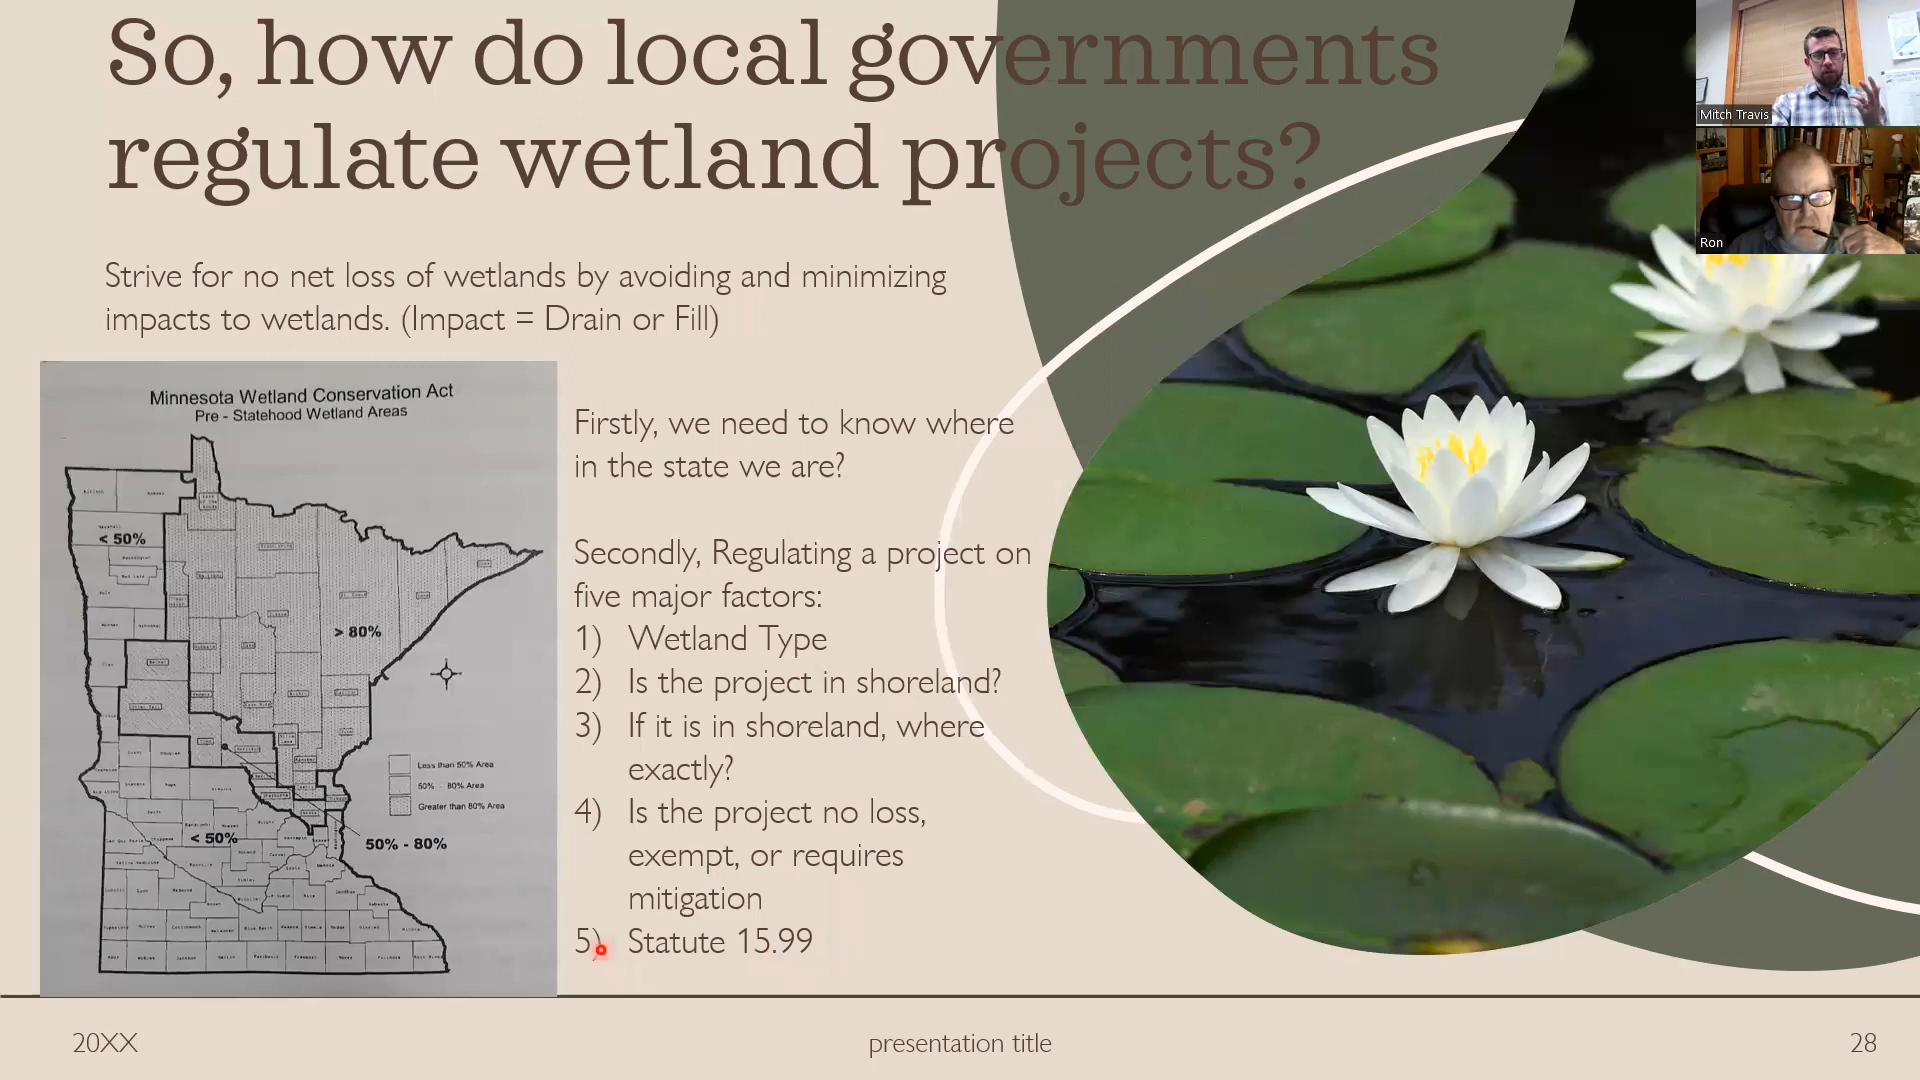 So, how do local governments
regulate wetland projects?
Mitch Travis
Ron
Strive for no net loss of wetlands by avoiding and minimizing
impacts to wetlands. (Impact = Drain or Fill)
Minnesota Wetland Conservation Act
Pre - Statehood Wetland Areas
< 50%
> 80%
Less than 50% Area
50% - 80% Area
Greater than 80% Area
< 50%
50% - 80%
Firstly, we need to know where
in the state we are?
Secondly, Regulating a project on
five major factors:
1) Wetland Type
2) Is the project in shoreland?
3) If it is in shoreland, where
exactly?
4) Is the project no loss,
exempt, or requires
mitigation
5) Statute 15.99
20XX
presentation title
28